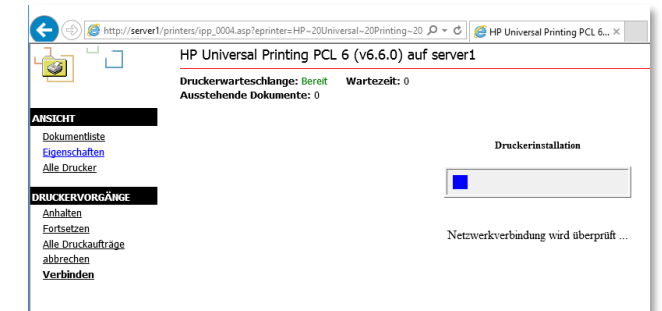 http://server1/printers/ipp_0004.asp?eprinter=HP~20Universal~20Printing~20
HP Universal Printing PCL 6...
HP Universal Printing PCL 6 (v6.6.0) auf server1
Druckerwarteschlange: Bereit Wartezeit: 0
Ausstehende Dokumente: 0
ANSICHT
Dokumentliste
Eigenschaften
Alle Drucker
DRUCKERVORGÄNGE
Anhalten
Fortsetzen
Alle Druckaufträge
abbrechen
Verbinden
Druckerinstallation
Netzwerkverbindung wird überprüft ...